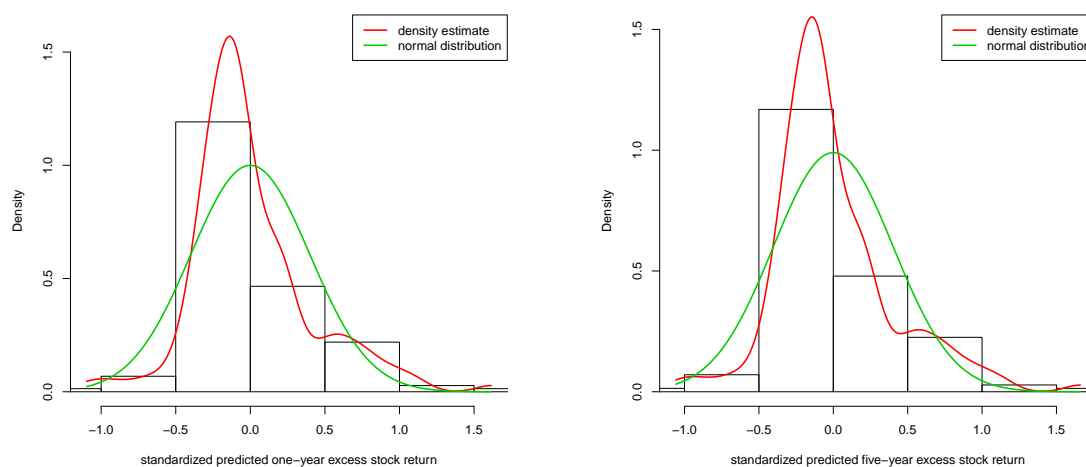 density estimate
normal distribution
Density
0.0
0.5
1.0
1.5
−1.0
−0.5
0.0
0.5
1.0
1.5
standardized predicted one−year excess stock return
density estimate
normal distribution
Density
0.0
0.5
1.0
1.5
−1.0
−0.5
0.0
0.5
1.0
1.5
standardized predicted five−year excess stock return